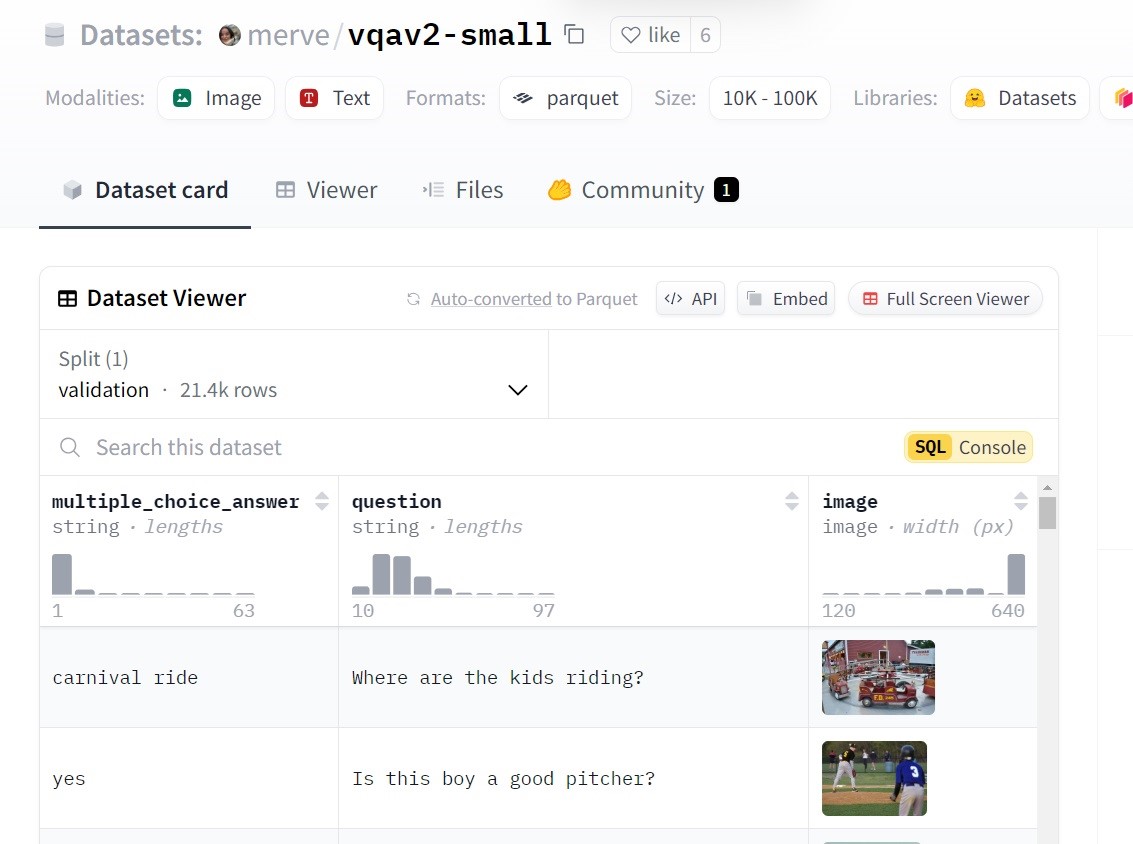 Datasets: merve/vqav2-small like 6
Modalities: Image Text Formats: parquet Size: 10K - 100K Libraries: Datasets
Dataset card Viewer Files Community 1
Dataset Viewer Auto-converted to Parquet API Embed Full Screen Viewer
Split (1)
validation · 21.4k rows
Search this dataset SQL Console
multiple_choice_answer question image
string · lengths string · lengths image · width (px)
1 63 10 97 120 640
carnival ride Where are the kids riding?
yes Is this boy a good pitcher?
3